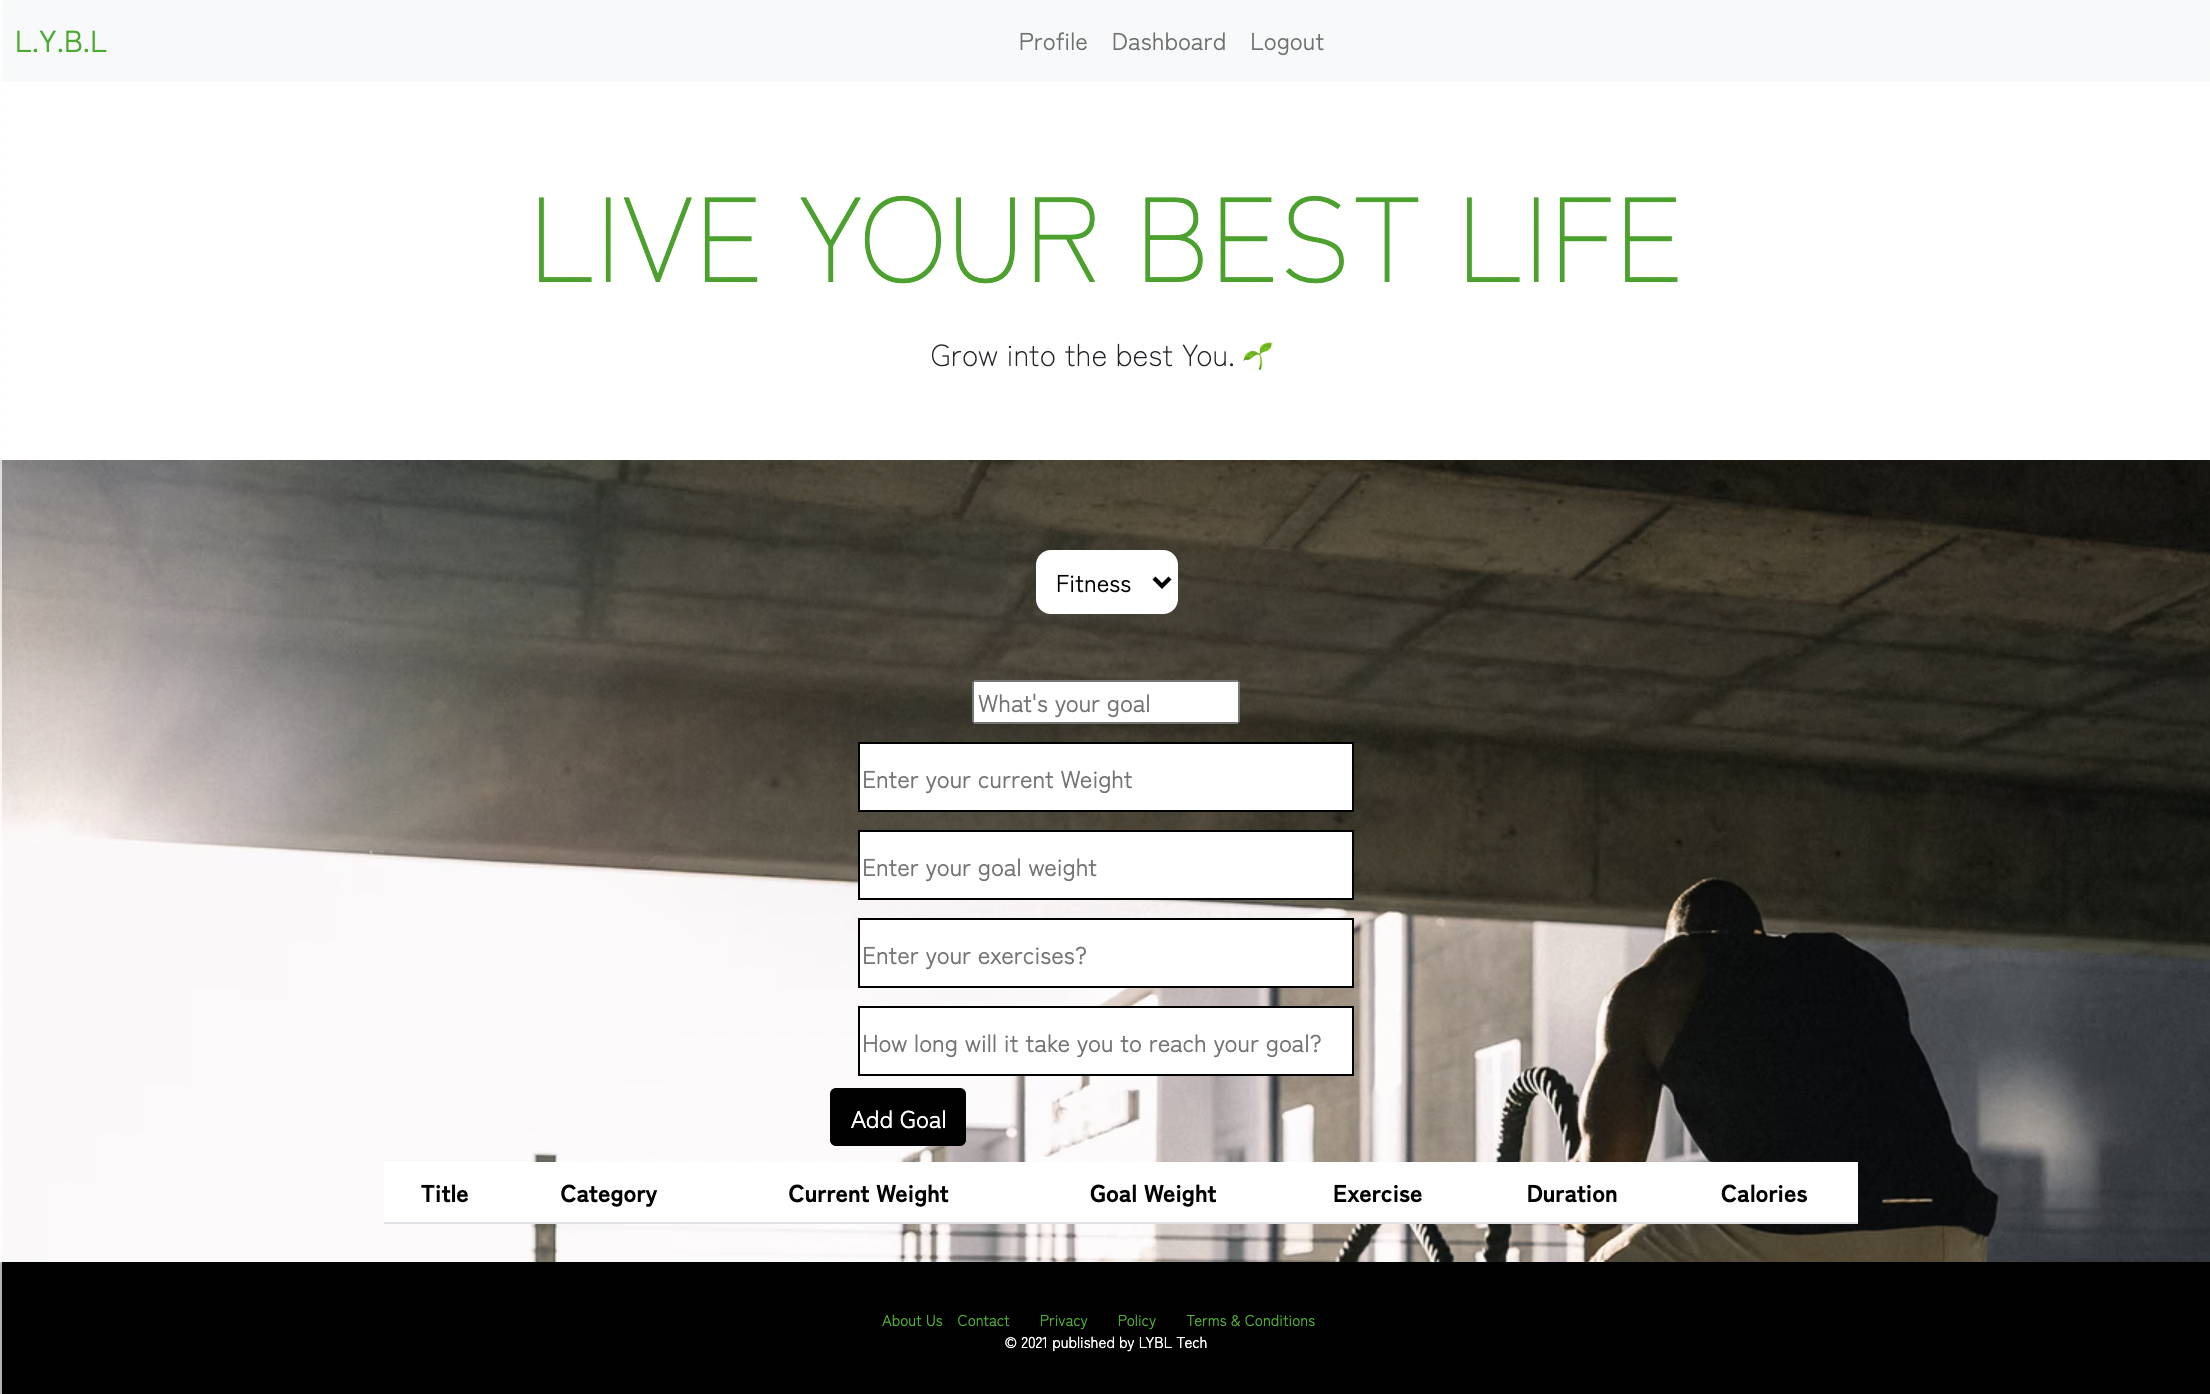 L.Y.B.L Profile Dashboard Logout
LIVE YOUR BEST LIFE
Grow into the best You. 🌱
Fitness
What's your goal
Enter your current Weight
Enter your goal weight
Enter your exercises?
How long will it take you to reach your goal?
Add Goal
Title Category Current Weight Goal Weight Exercise Duration Calories
About Us Contact Privacy Policy Terms & Conditions
© 2021 published by LYBL Tech